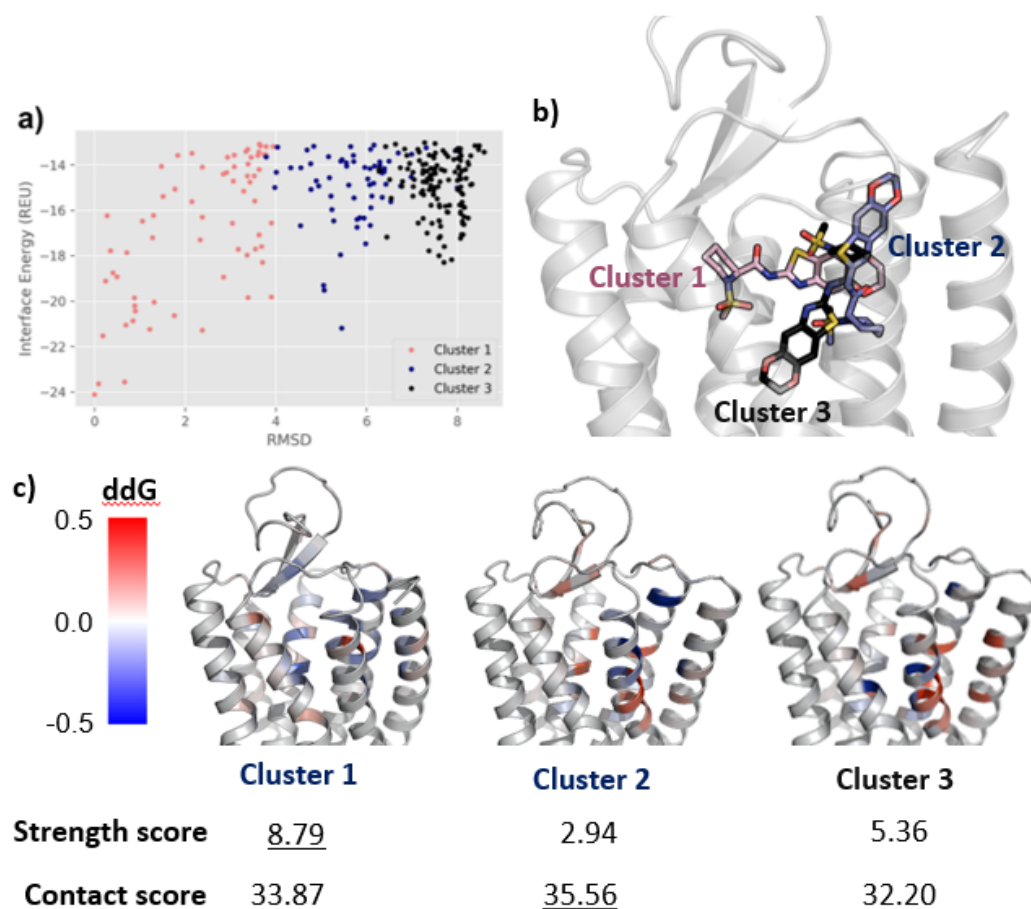 a)
−14
−16
−18
−20
−22
−24
Interface Energy (REU)
0
2
4
6
8
RMSD
Cluster 1
Cluster 2
Cluster 3
b)
Cluster 1
Cluster 2
Cluster 3
c)
ddG
0.5
0.0
-0.5
Cluster 1 Cluster 2 Cluster 3
Strength score 8.79 2.94 5.36
Contact score 33.87 35.56 32.20